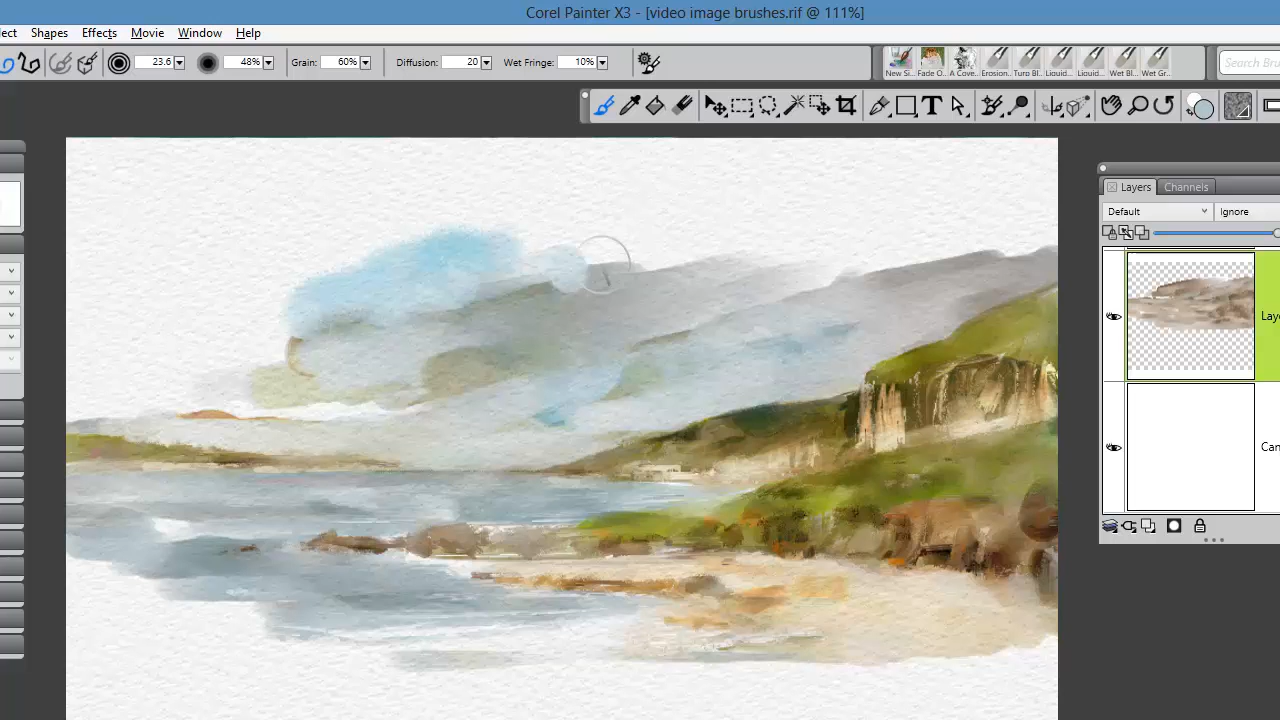 Corel Painter X3 - [video image brushes.rif @ 111%]
ect Shapes Effects Movie Window Help
23.6 48% Grain: 60% Diffusion: 20 Wet Fringe: 10%
New Si... Fade O... A Cove... Erosion... Turo Bl... Liquid... Liquid... Wet Bl... Wet Gr...
Search Bru
Layers Channels
Default Ignore
Laye
Can